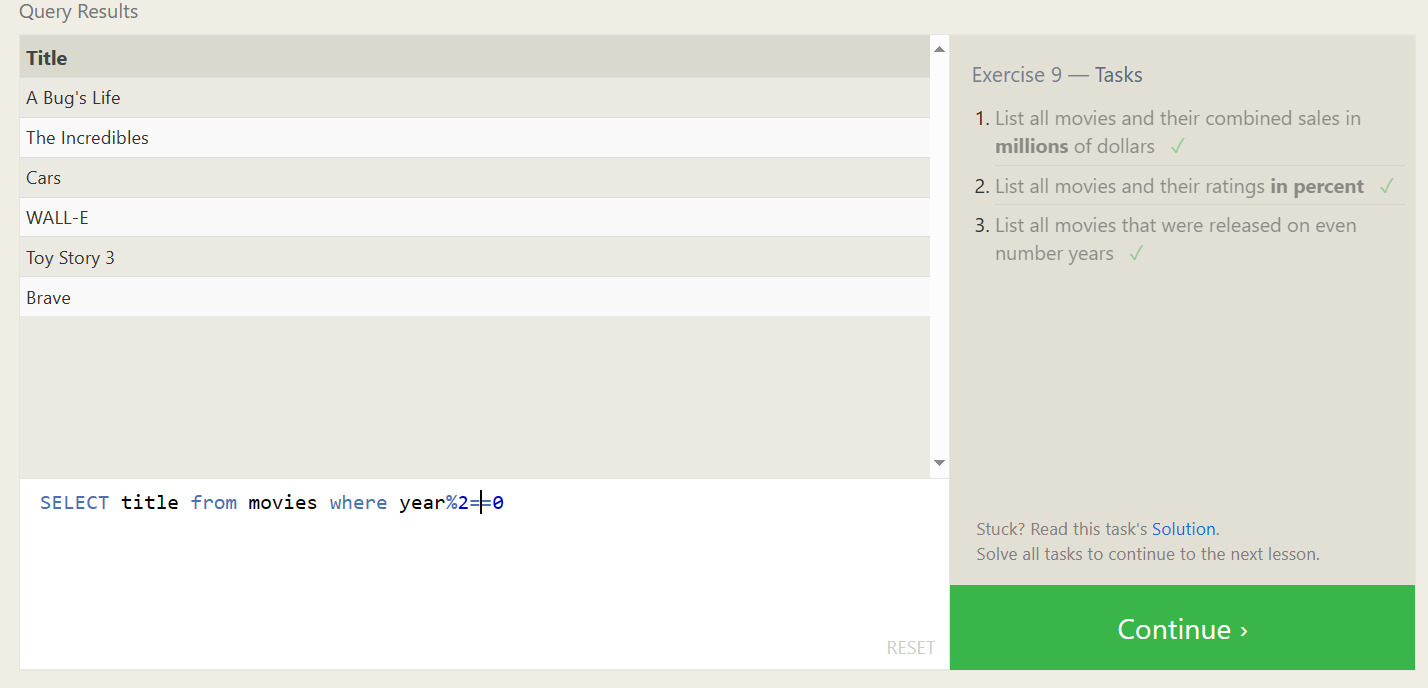 Query Results
Title
A Bug's Life
The Incredibles
Cars
WALL-E
Toy Story 3
Brave
SELECT title from movies where year%2==0
RESET
Exercise 9 — Tasks
1. List all movies and their combined sales in
millions of dollars ✓
2. List all movies and their ratings in percent ✓
3. List all movies that were released on even
number years ✓
Stuck? Read this task's Solution.
Solve all tasks to continue to the next lesson.
Continue ›